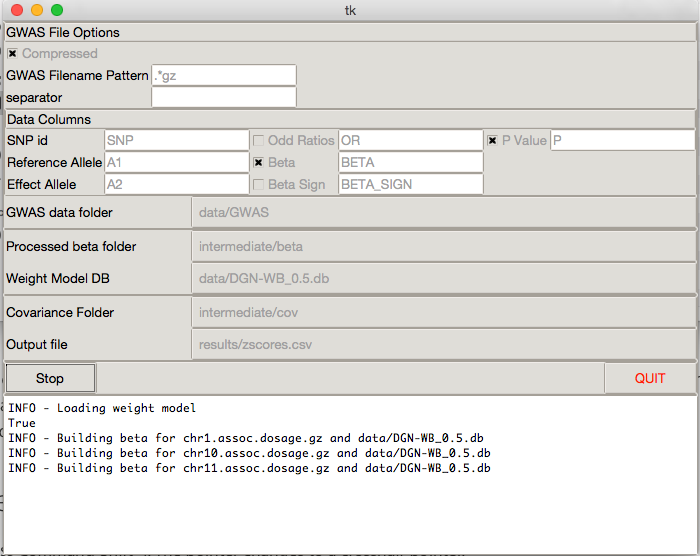 tk
GWAS File Options
Compressed
GWAS Filename Pattern .*gz
separator
Data Columns
SNP id SNP Odd Ratios OR P Value P
Reference Allele A1 Beta BETA
Effect Allele A2 Beta Sign BETA_SIGN
GWAS data folder data/GWAS
Processed beta folder intermediate/beta
Weight Model DB data/DGN-WB_0.5.db
Covariance Folder intermediate/cov
Output file results/zscores.csv
Stop QUIT
INFO - Loading weight model
True
INFO - Building beta for chr1.assoc.dosage.gz and data/DGN-WB_0.5.db
INFO - Building beta for chr10.assoc.dosage.gz and data/DGN-WB_0.5.db
INFO - Building beta for chr11.assoc.dosage.gz and data/DGN-WB_0.5.db